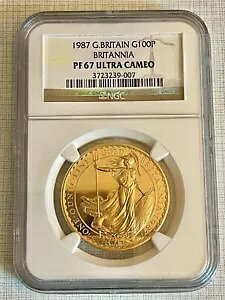 1987 G.BRITAIN G100P
BRITANNIA
PF 67 ULTRA CAMEO
3723239-007
NGC